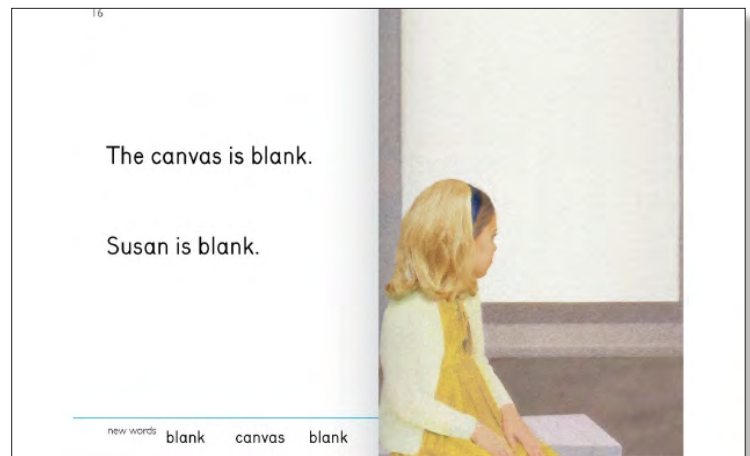 16
The canvas is blank.
Susan is blank.
new words blank canvas blank